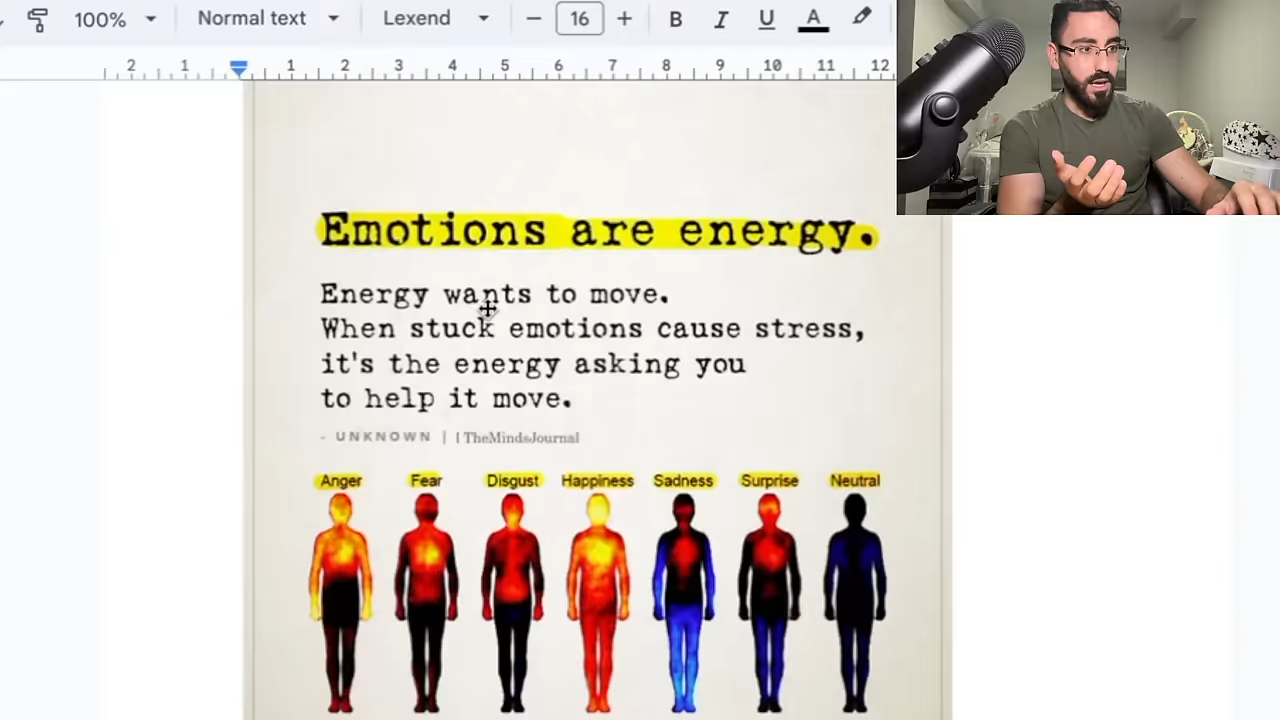 100% Normal text Lexend 16 B I U A
2 1 1 2 3 4 5 6 7 8 9 10 11 12
Emotions are energy.
Energy wants to move.
When stuck emotions cause stress,
it's the energy asking you
to help it move.
- UNKNOWN | | TheMindsJournal
Anger Fear Disgust Happiness Sadness Surprise Neutral